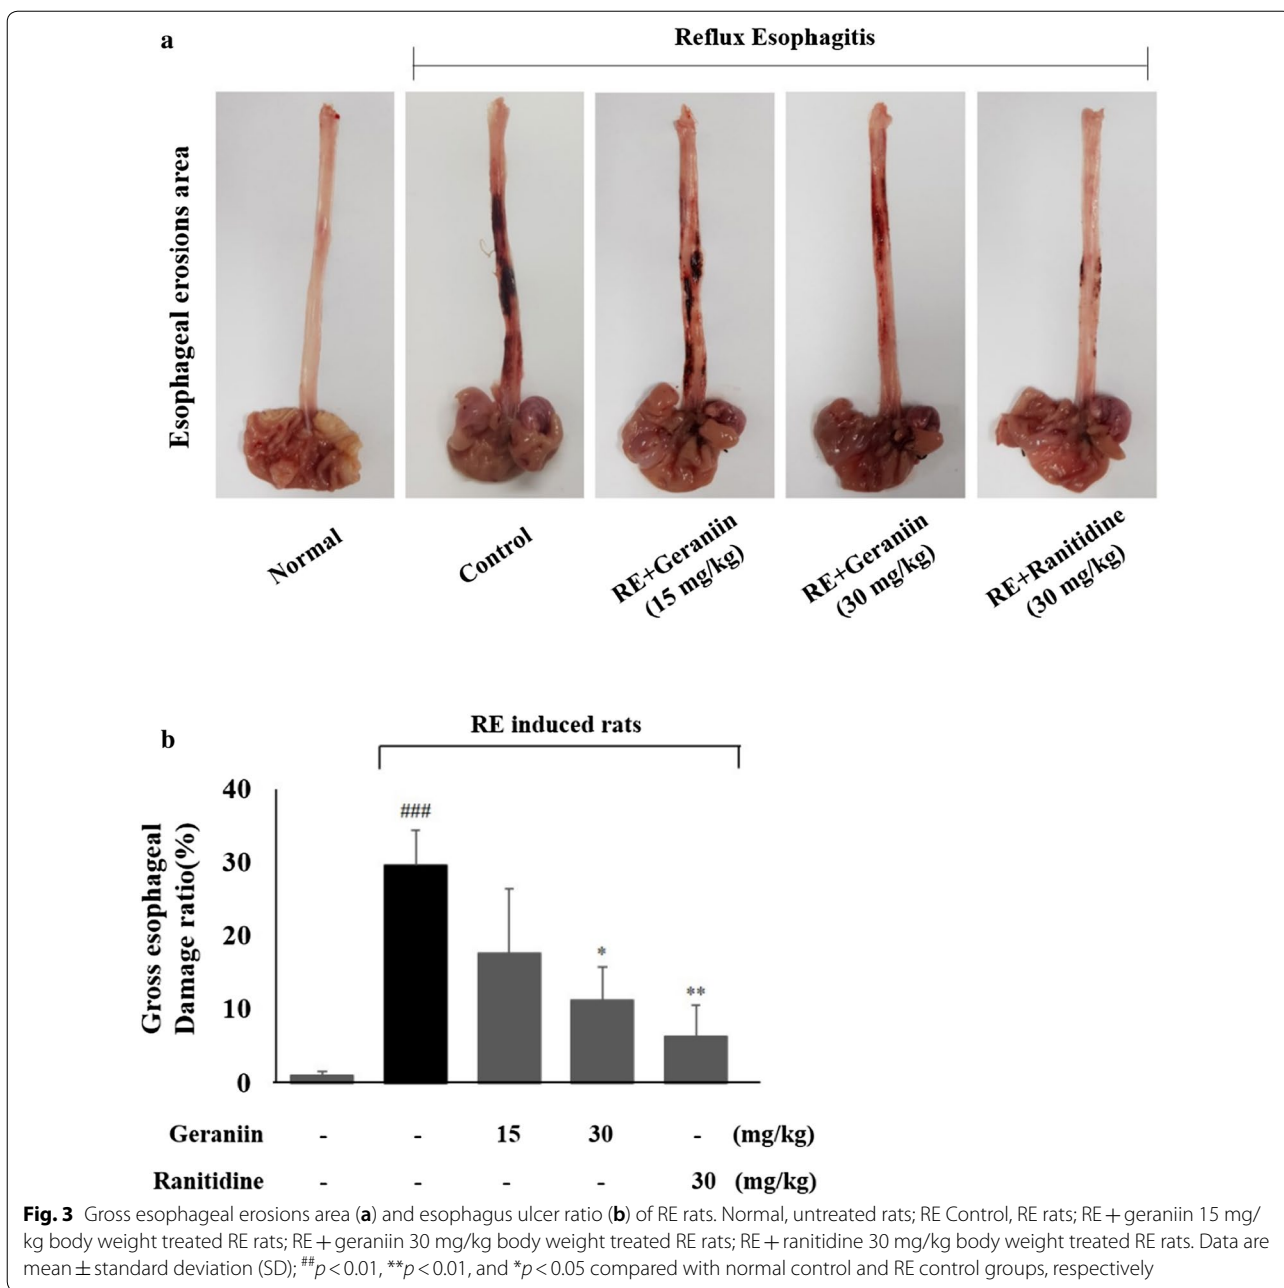 a
Reflux Esophagitis
Esophageal erosions area
Normal
Control
RE+Geraniin
(15 mg/kg)
RE+Geraniin
(30 mg/kg)
RE+Ranitidine
(30 mg/kg)
b
RE induced rats
Gross esophageal
Damage ratio(%)
40
30
20
10
0
###
*
**
Geraniin - - 15 30 - (mg/kg)
Ranitidine - - - - 30 (mg/kg)
Fig. 3 Gross esophageal erosions area (a) and esophagus ulcer ratio (b) of RE rats. Normal, untreated rats; RE Control, RE rats; RE + geraniin 15 mg/
kg body weight treated RE rats; RE + geraniin 30 mg/kg body weight treated RE rats; RE + ranitidine 30 mg/kg body weight treated RE rats. Data are
mean ± standard deviation (SD); ##p < 0.01, **p < 0.01, and *p < 0.05 compared with normal control and RE control groups, respectively